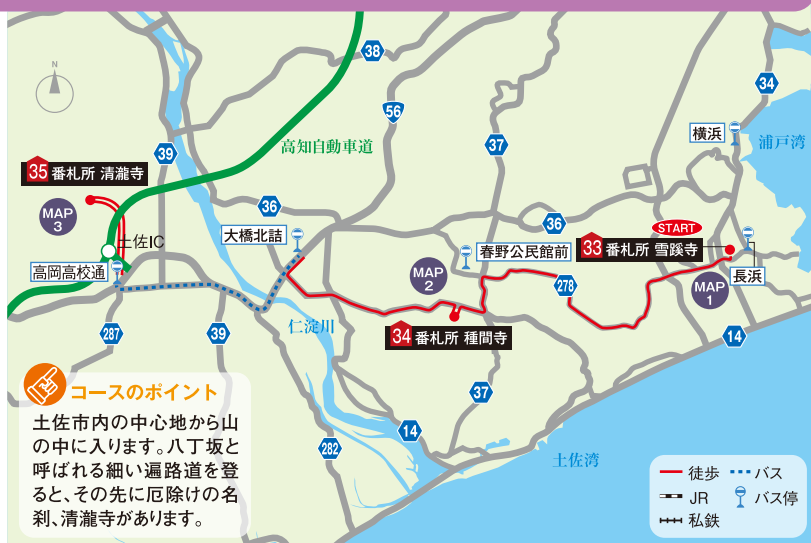 N
38
34
56
横浜
浦戸湾
39
高知自動車道
37
35 番札所 清瀧寺
MAP
3
36
大橋北詰
36
START
土佐IC
春野公民館前
33 番札所 雪蹊寺
高岡高校通
MAP
2
278
MAP
1
長浜
仁淀川
34 番札所 種間寺
287
39
14
37
コースのポイント
土佐市内の中心地から山
の中に入ります。八丁坂と
呼ばれる細い遍路道を登
ると、その先に厄除けの名
刹、清瀧寺があります。
14
282
土佐湾
徒歩
バス
JR
バス停
私鉄